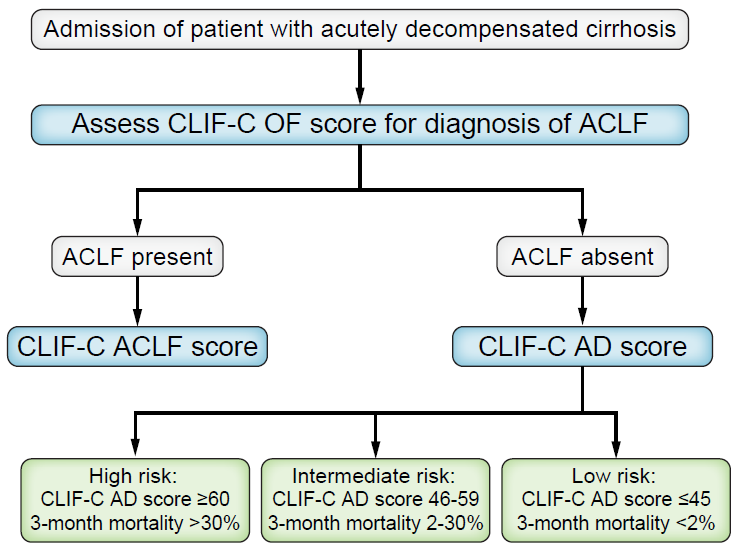 Admission of patient with acutely decompensated cirrhosis
Assess CLIF-C OF score for diagnosis of ACLF
ACLF present
ACLF absent
CLIF-C ACLF score
CLIF-C AD score
High risk:
CLIF-C AD score ≥60
3-month mortality >30%
Intermediate risk:
CLIF-C AD score 46-59
3-month mortality 2-30%
Low risk:
CLIF-C AD score ≤45
3-month mortality <2%